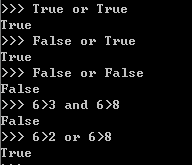 >>> True or True
True
>>> False or True
True
>>> False or False
False
>>> 6>3 and 6>8
False
>>> 6>2 or 6>8
True